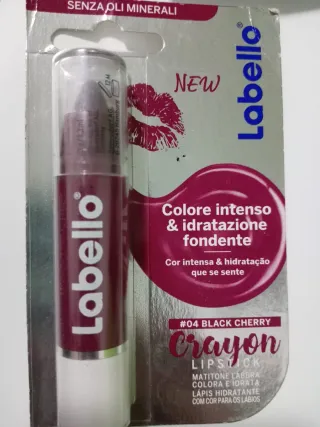 SENZA OLI MINERALI
NEW
Labello
Labello
Colore intenso
& idratazione
fondente
Cor intensa & hidratação
que se sente
#04 BLACK CHERRY
Crayon
LIPSTICK
MATITONE LABBRA
COLORA E IDRATA
LÁPIS HIDRATANTE
COM COR PARA OS LÁBIOS